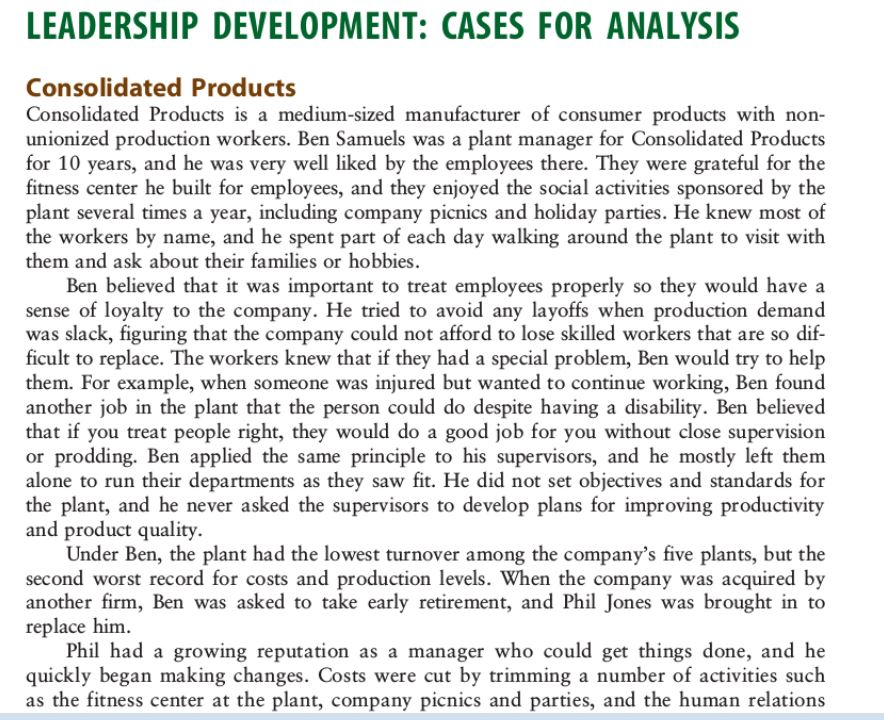 LEADERSHIP DEVELOPMENT: CASES FOR ANALYSIS
Consolidated Products
Consolidated Products is a medium-sized manufacturer of consumer products with non-
unionized production workers. Ben Samuels was a plant manager for Consolidated Products
for 10 years, and he was very well liked by the employees there. They were grateful for the
fitness center he built for employees, and they enjoyed the social activities sponsored by the
plant several times a year, including company picnics and holiday parties. He knew most of
the workers by name, and he spent part of each day walking around the plant to visit with
them and ask about their families or hobbies.
Ben believed that it was important to treat employees properly so they would have a
sense of loyalty to the company. He tried to avoid any layoffs when production demand
was slack, figuring that the company could not afford to lose skilled workers that are so dif-
ficult to replace. The workers knew that if they had a special problem, Ben would try to help
them. For example, when someone was injured but wanted to continue working, Ben found
another job in the plant that the person could do despite having a disability. Ben believed
that if you treat people right, they would do a good job for you without close supervision
or prodding. Ben applied the same principle to his supervisors, and he mostly left them
alone to run their departments as they saw fit. He did not set objectives and standards for
the plant, and he never asked the supervisors to develop plans for improving productivity
and product quality.
Under Ben, the plant had the lowest turnover among the company's five plants, but the
second worst record for costs and production levels. When the company was acquired by
another firm, Ben was asked to take early retirement, and Phil Jones was brought in to
replace him.
Phil had a growing reputation as a manager who could get things done, and he
quickly began making changes. Costs were cut by trimming a number of activities such
as the fitness center at the plant, company picnics and parties, and the human relations